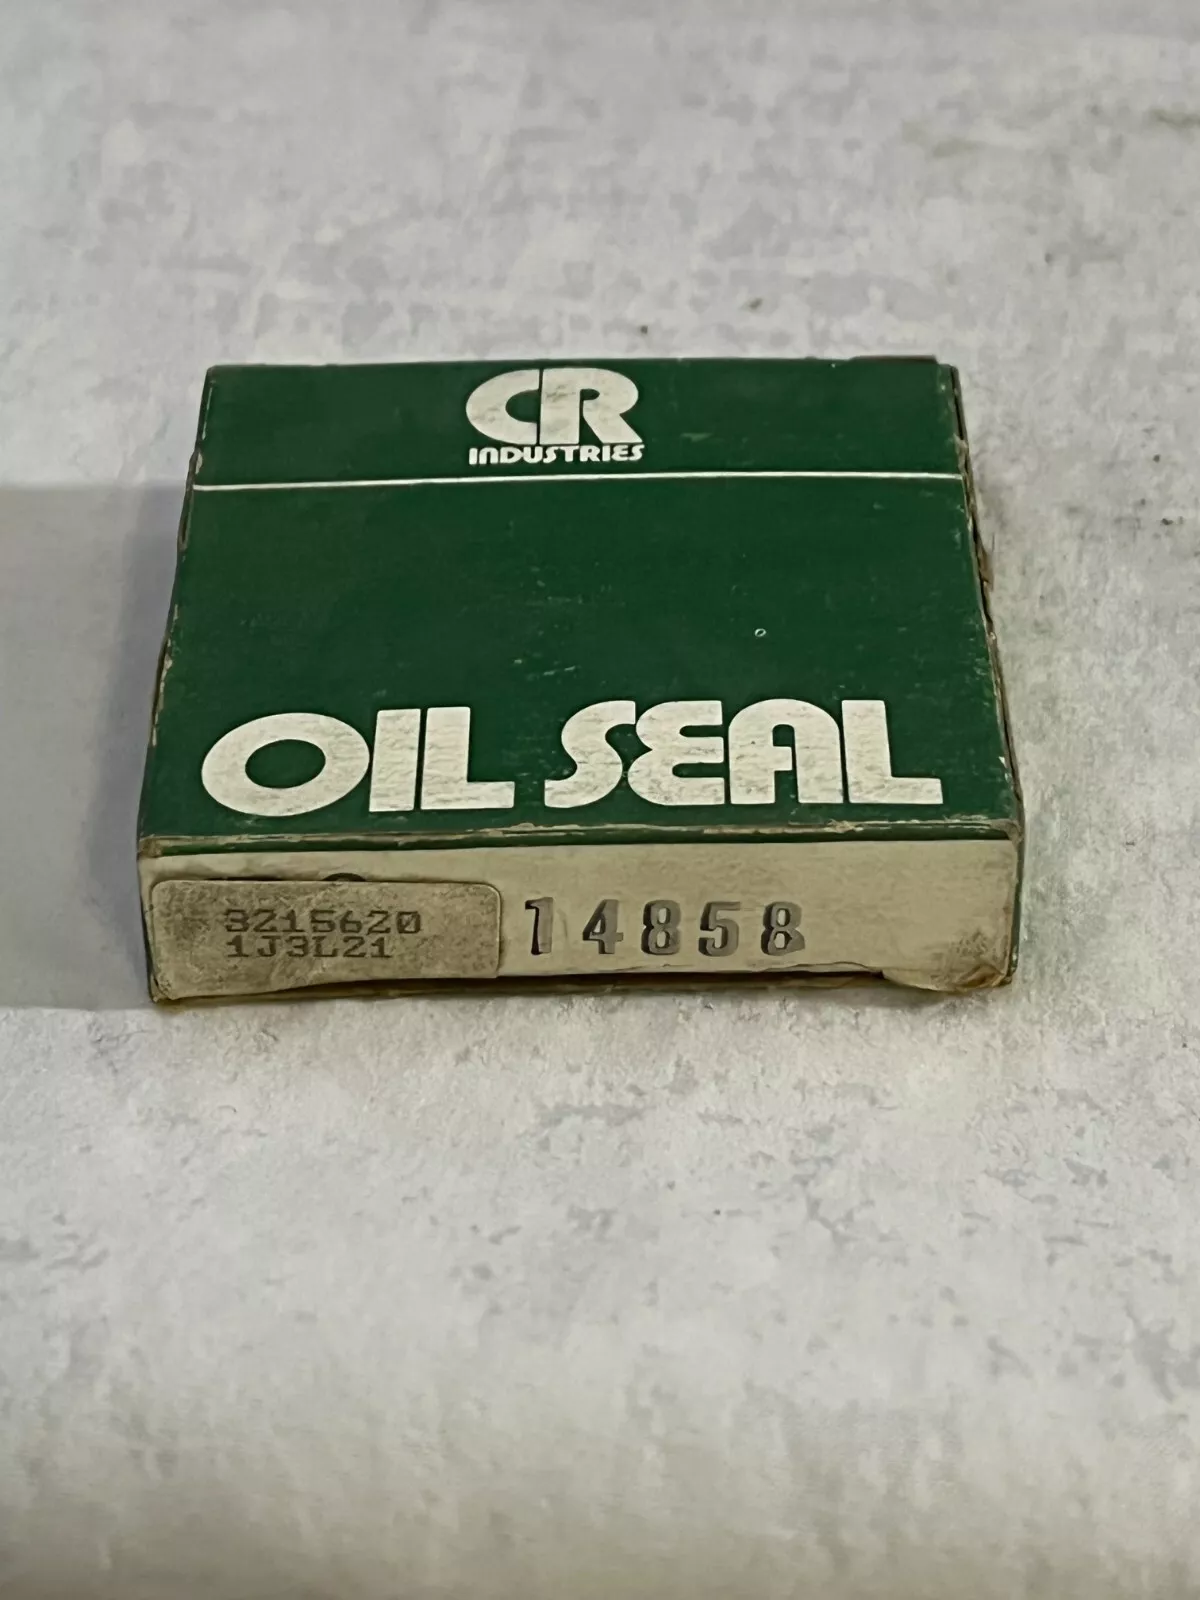 CR
INDUSTRIES
OIL SEAL
3215620
1J3L21
14858